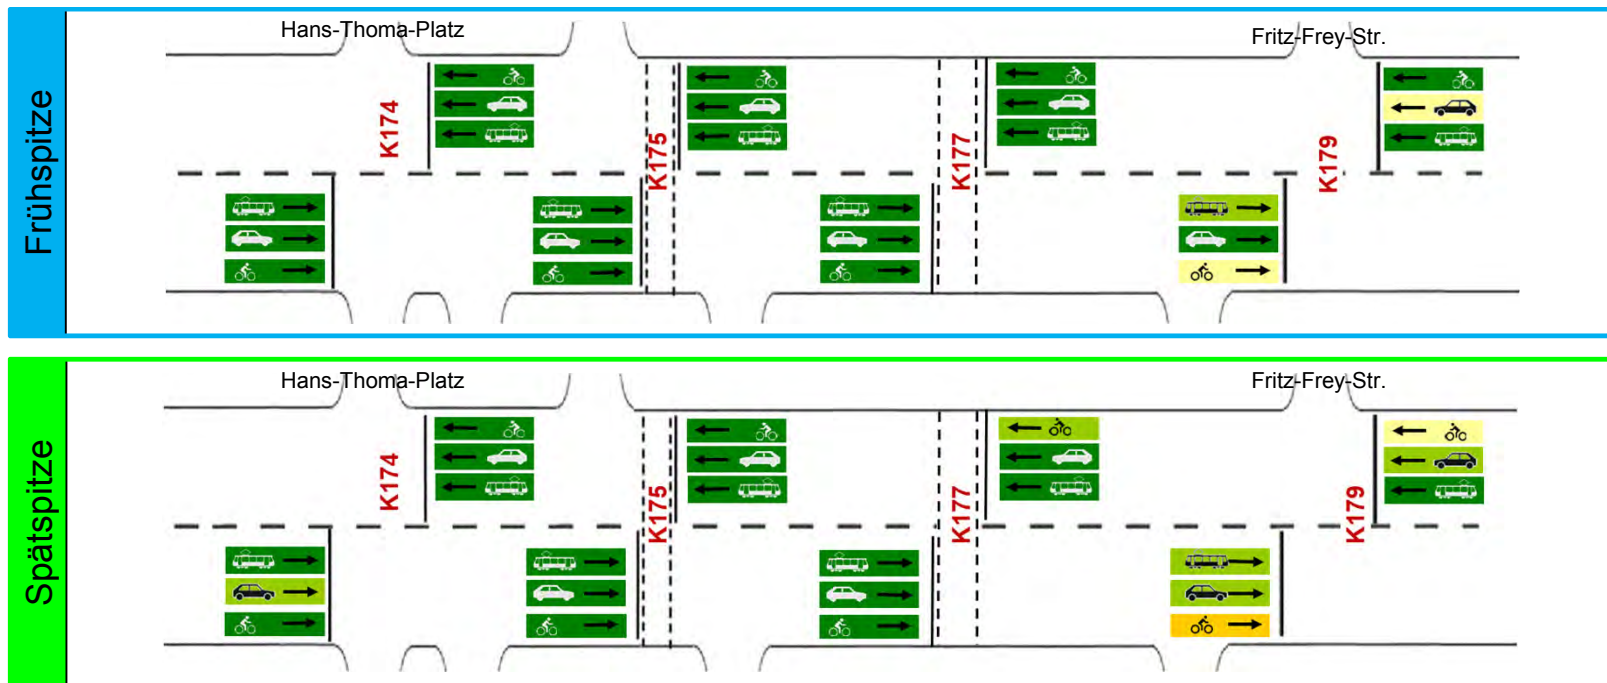 Frühspitze
Hans-Thoma-Platz
Fritz-Frey-Str.
K174
K175
K177
K179
Spätspitze
Hans-Thoma-Platz
Fritz-Frey-Str.
K174
K175
K177
K179